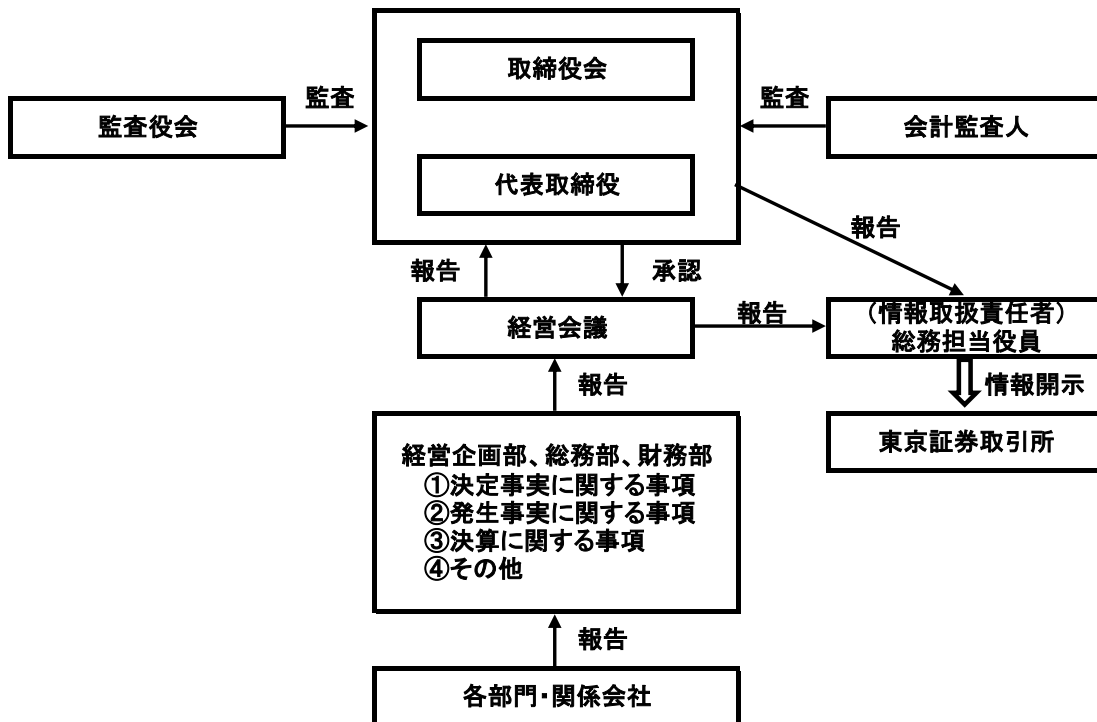 取締役会
監査
監査
監査役会
会計監査人
代表取締役
報告
報告
承認
経営会議
報告
（情報取扱責任者）
総務担当役員
報告
情報開示
東京証券取引所
経営企画部、総務部、財務部
①決定事実に関する事項
②発生事実に関する事項
③決算に関する事項
④その他
報告
各部門・関係会社